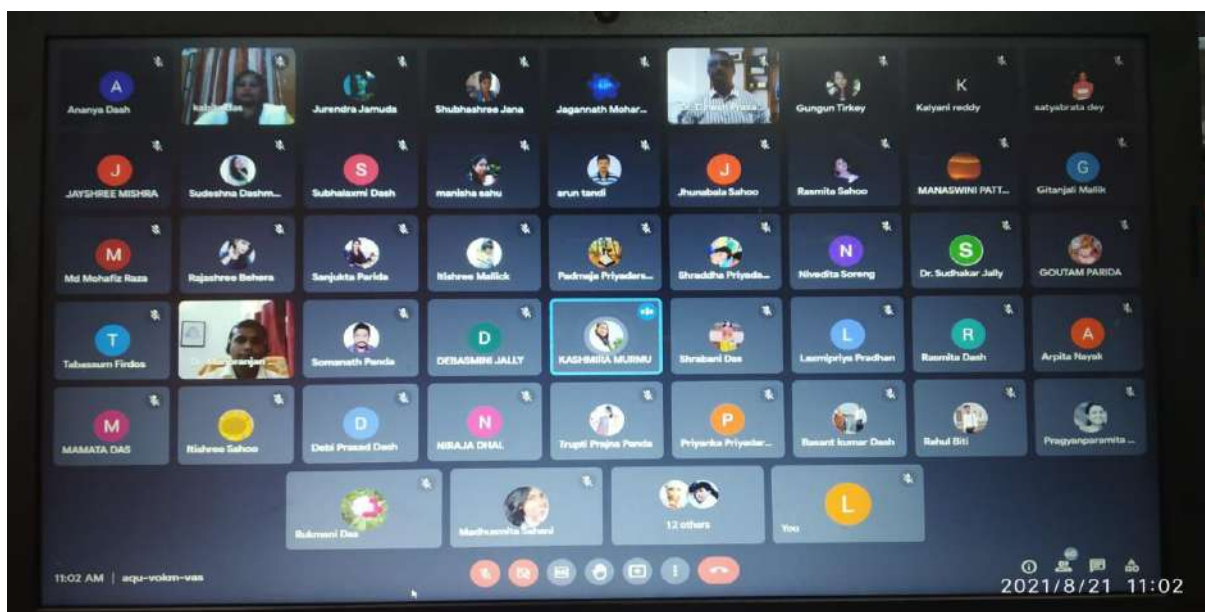 A
Ananya Dash
Jurendra Jamuda
Shubhashree Jana
Jagannath Mohar...
Gungun Tirkey
K
Kalyani reddy
satyabrata dey
J
JAYSHREE MISHRA
Sudeshna Dashm...
S
Subhalaxmi Dash
manisha sahu
arun tandi
J
Jhunabala Sahoo
Rasmita Sahoo
MANASWINI PATT...
G
Gitanjali Mallik
M
Md Mohafiz Raza
Rajashree Behera
Sanjukta Parida
Itishree Mallick
Padmaja Priyadars...
Shraddha Priyada...
N
Nivedita Soreng
S
Dr. Sudhakar Jally
GOUTAM PARIDA
T
Tabassum Firdos
Somanath Panda
D
DEBASMINI JALLY
KASHMIRA MURMU
Shrabani Das
L
Laxmipriya Pradhan
R
Rasmita Dash
A
Arpita Nayak
M
MAMATA DAS
Itishree Sahoo
D
Debi Prasad Dash
N
NIRAJA DHAL
Trupti Prajna Panda
P
Priyanka Priyadar...
Basant kumar Dash
Rahul Biti
Pragyanparamita ...
Rukmani Das
Madhusmita Sahani
12 others
L
You
11:02 AM | aqu-vokn-vas
2021/8/21 11:02